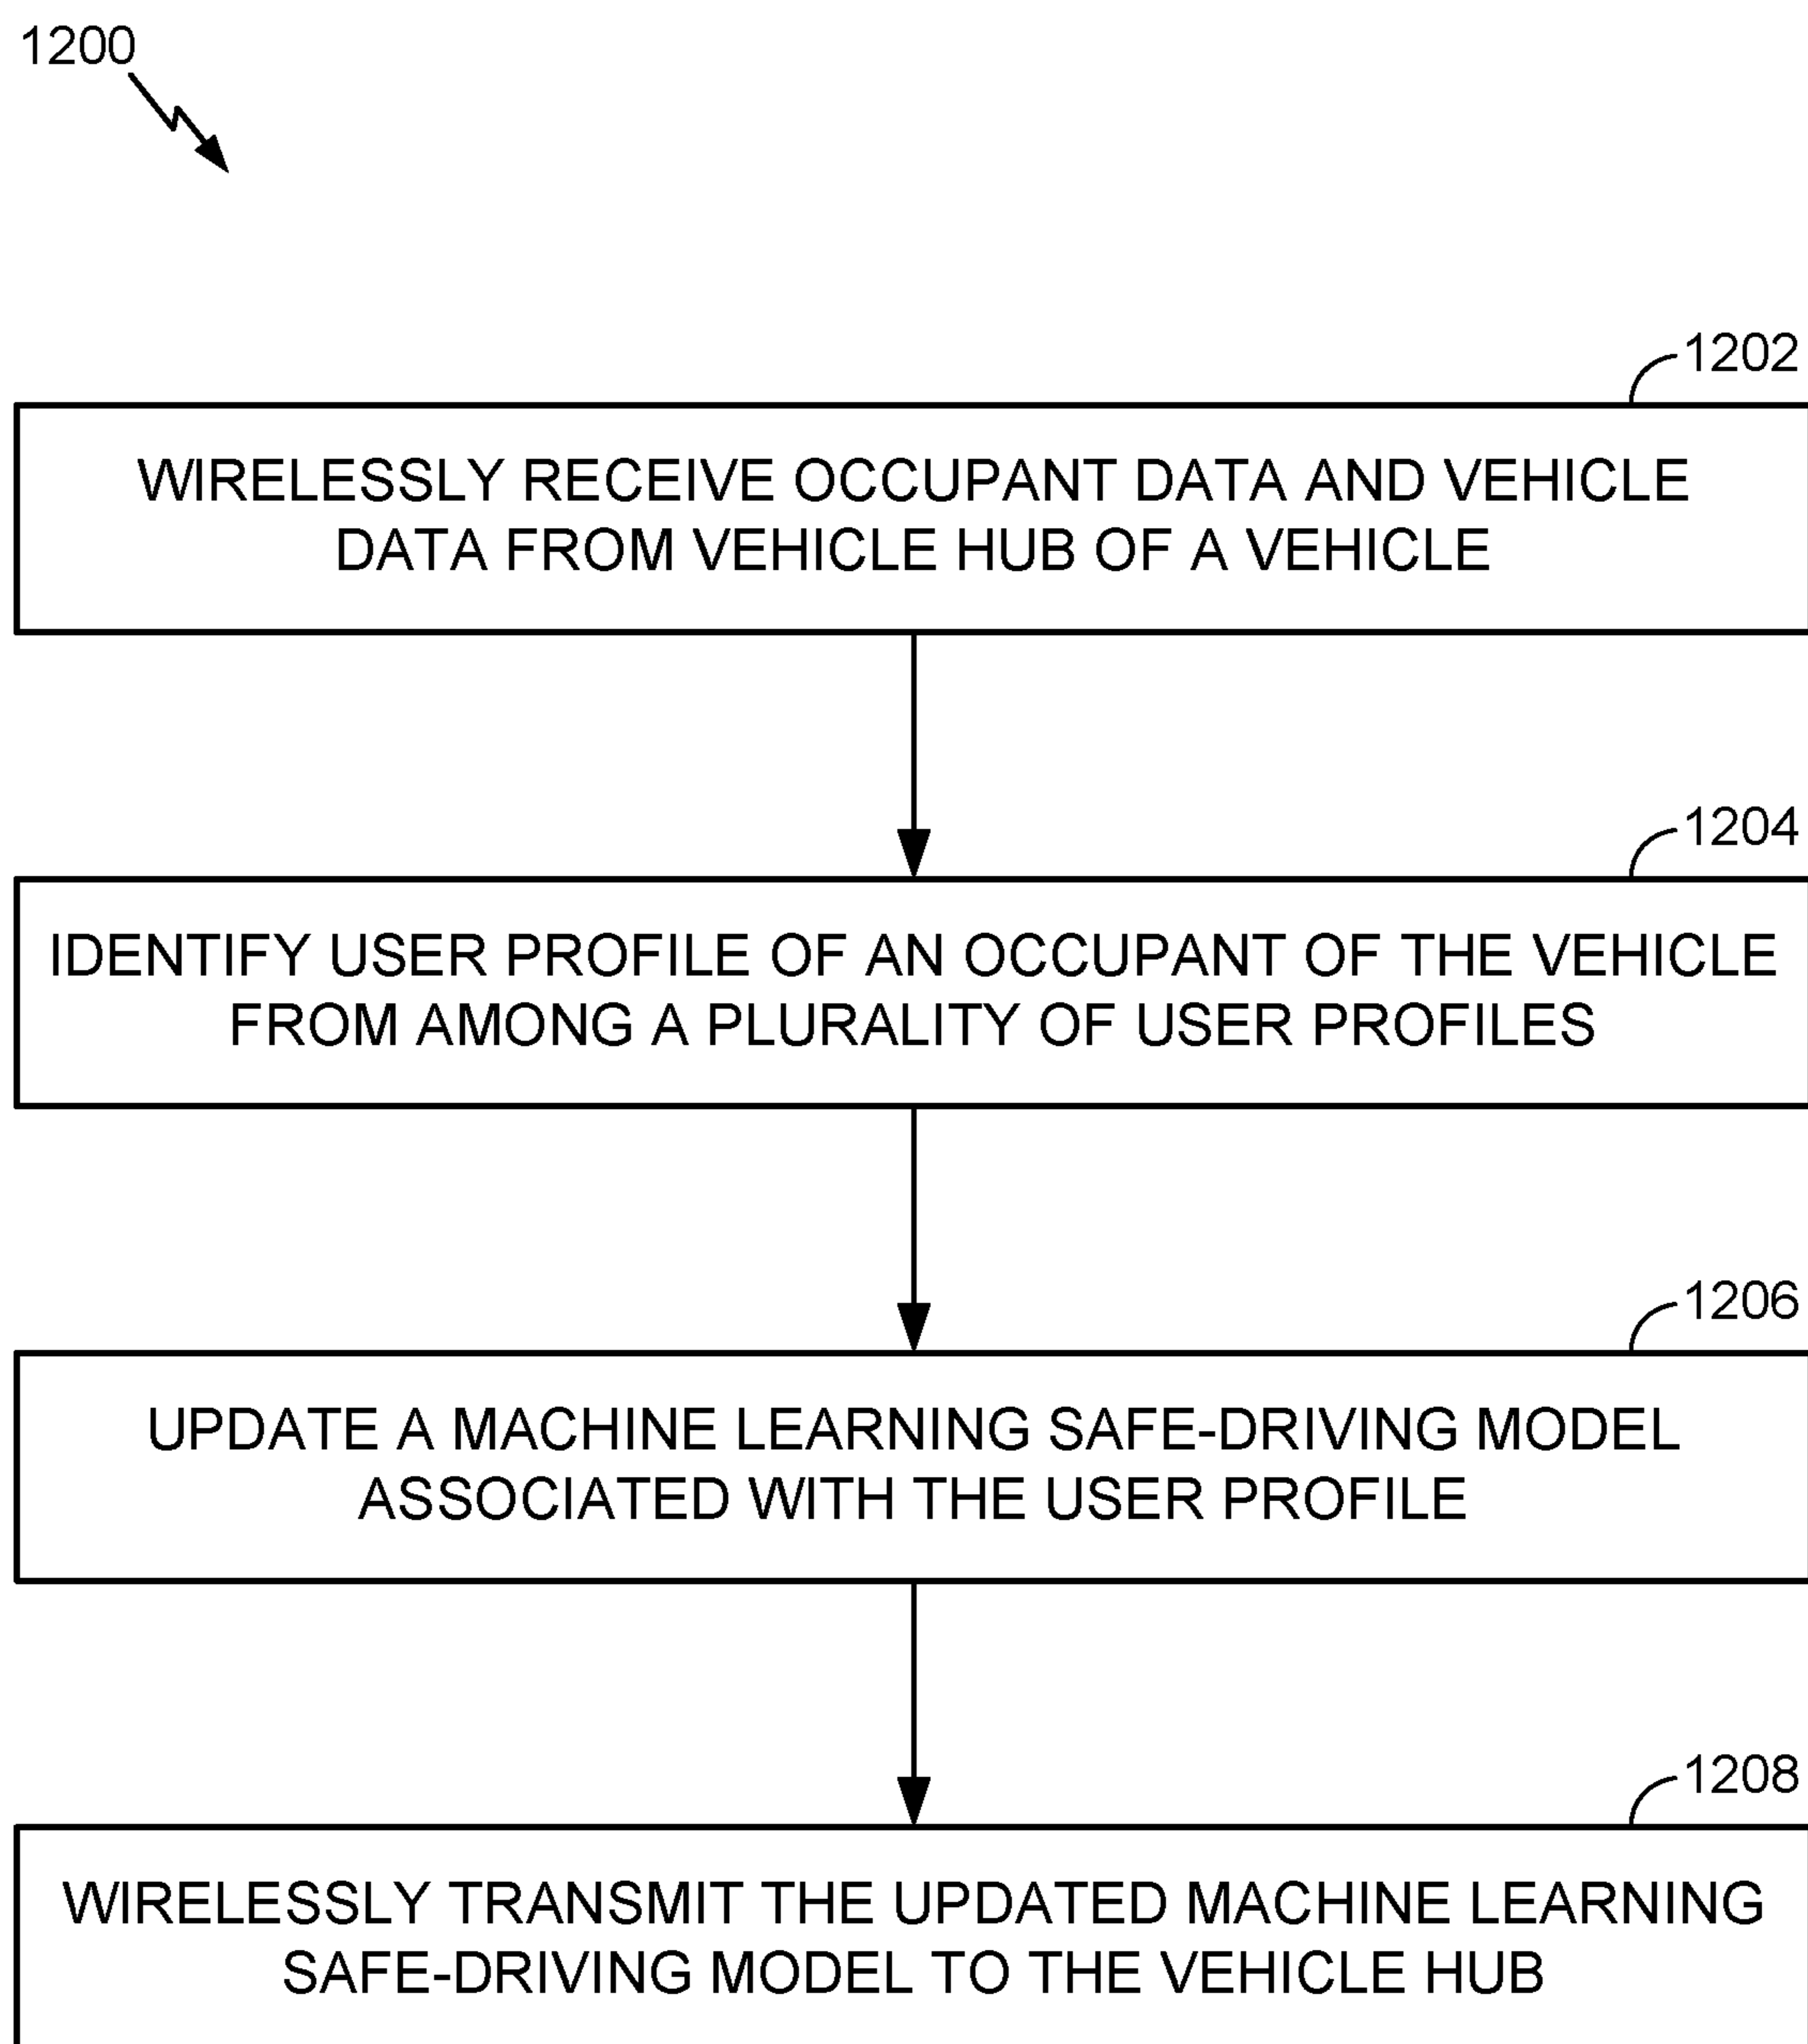 1200
1202
WIRELESSLY RECEIVE OCCUPANT DATA AND VEHICLE
DATA FROM VEHICLE HUB OF A VEHICLE
1204
IDENTIFY USER PROFILE OF AN OCCUPANT OF THE VEHICLE
FROM AMONG A PLURALITY OF USER PROFILES
1206
UPDATE A MACHINE LEARNING SAFE-DRIVING MODEL
ASSOCIATED WITH THE USER PROFILE
1208
WIRELESSLY TRANSMIT THE UPDATED MACHINE LEARNING
SAFE-DRIVING MODEL TO THE VEHICLE HUB